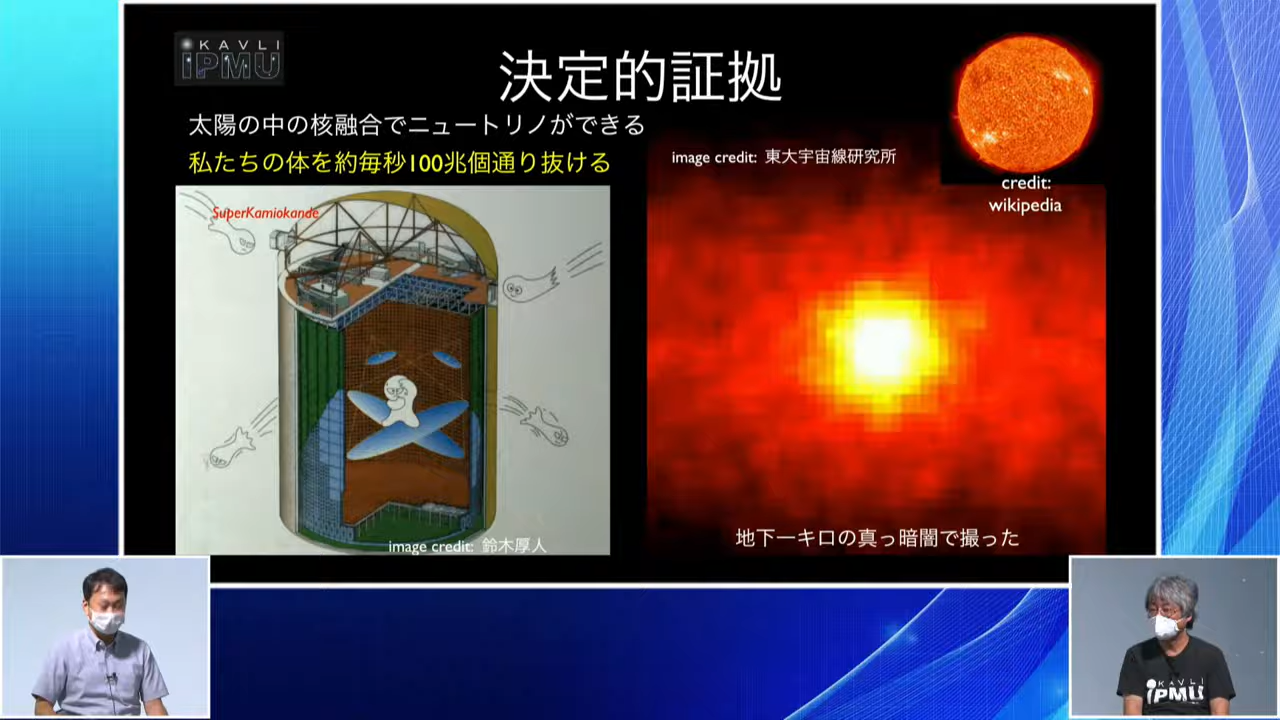 KAVLI
IPMU
決定的証拠
太陽の中の核融合でニュートリノができる
私たちの体を約毎秒100兆個通り抜ける
image credit: 東大宇宙線研究所
credit:
wikipedia
SuperKamiokande
image credit: 鈴木厚人
地下一キロの真っ暗闇で撮った
KAVLI
IPMU